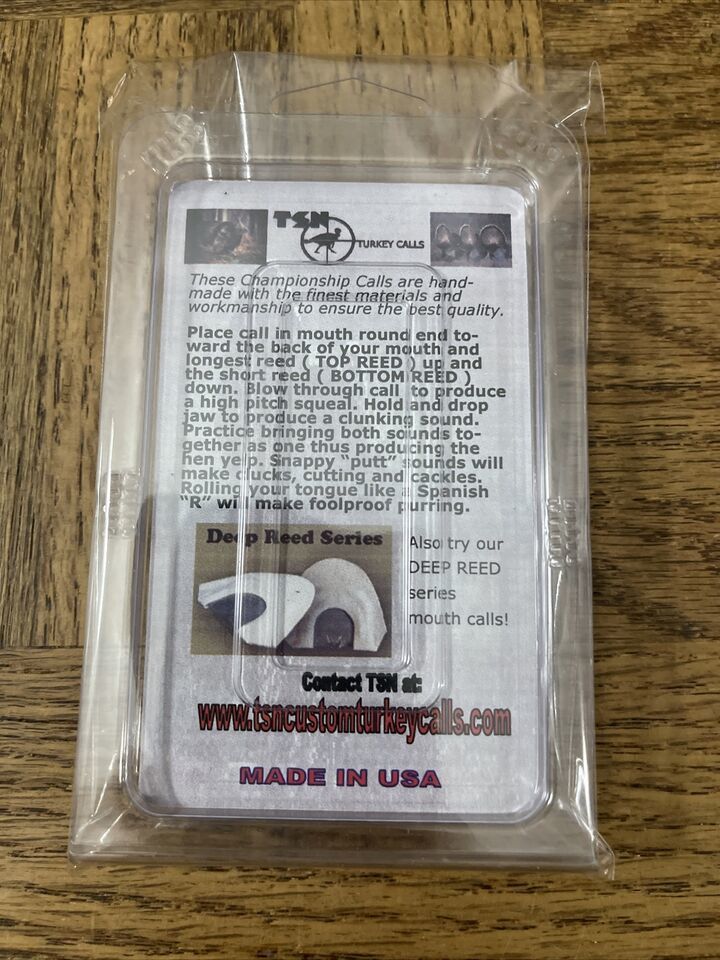 TSN
TURKEY CALLS
These Championship Calls are hand-
made with the finest materials and
workmanship to ensure the best quality.
Place call in mouth round end to-
ward the back of your mouth and
longest reed ( TOP REED ) up and
the short reed ( BOTTOM REED )
down. Blow through call to produce
a high pitch squeal. Hold and drop
jaw to produce a clunking sound.
Practice bringing both sounds to-
gether as one thus producing the
hen yelp. Snappy "putt" sounds will
make clucks, cutting and cackles.
Rolling your tongue like a Spanish
"R" will make foolproof purring.
Deep Reed Series
Also try our
DEEP REED
series
mouth calls!
Contact TSN at:
www.tsncustomturkeycalls.com
MADE IN USA